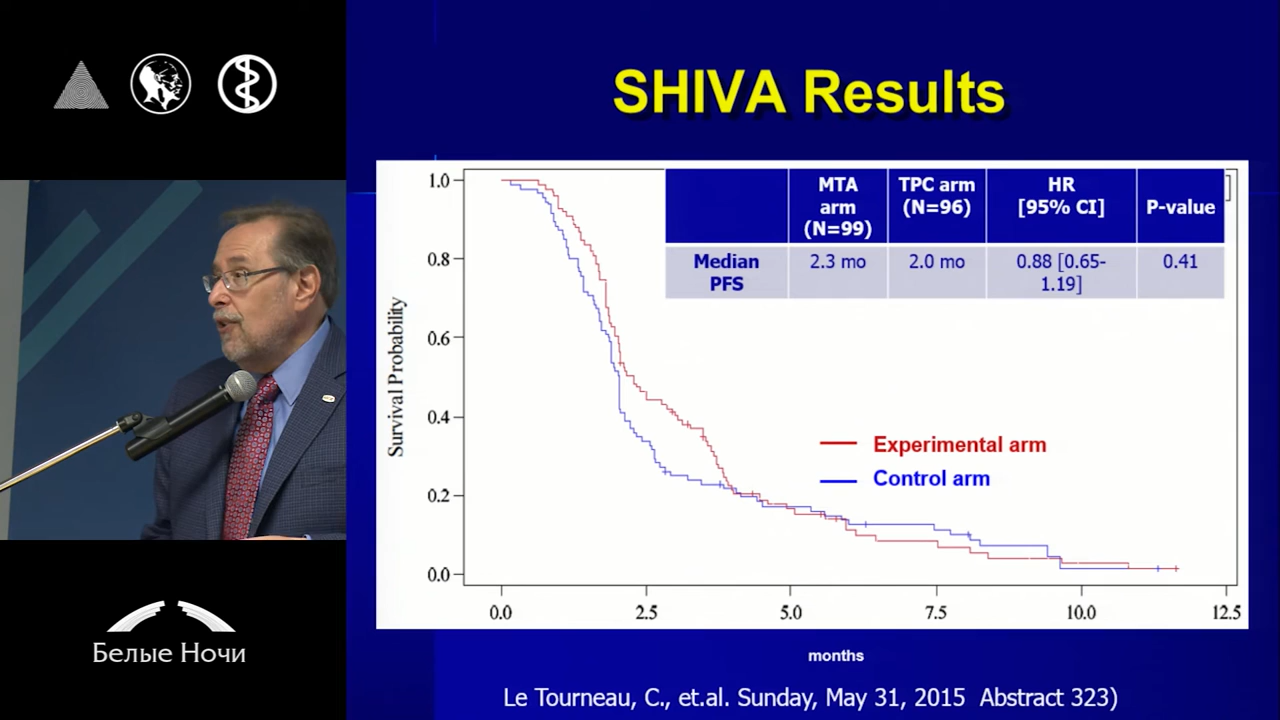 SHIVA Results
MTA
arm
(N=99)
TPC arm
(N=96)
HR
[95% CI]
P-value
Median
PFS
2.3 mo
2.0 mo
0.88 [0.65-
1.19]
0.41
Survival Probability
1.0
0.8
0.6
0.4
0.2
0.0
Experimental arm
Control arm
0.0 2.5 5.0 7.5 10.0 12.5
months
Le Tourneau, C., et.al. Sunday, May 31, 2015 Abstract 323)
Белые Ночи